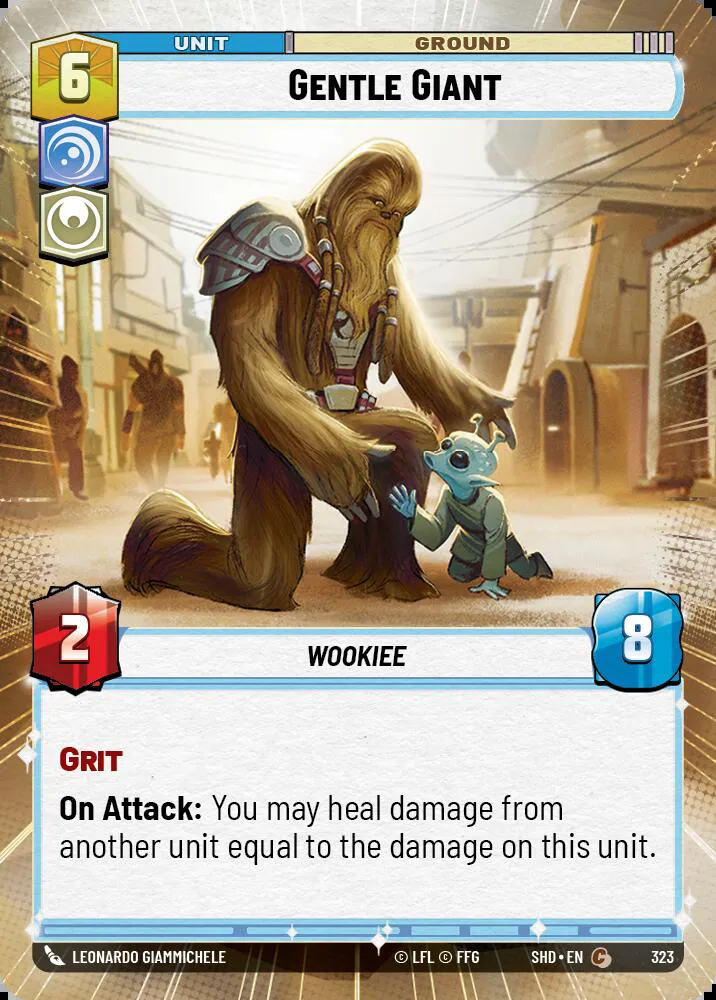 UNIT
GROUND
6
GENTLE GIANT
2
WOOKIEE
8
GRIT
On Attack: You may heal damage from
another unit equal to the damage on this unit.
LEONARDO GIAMMICHELE
© LFL © FFG
SHD • EN
C
323